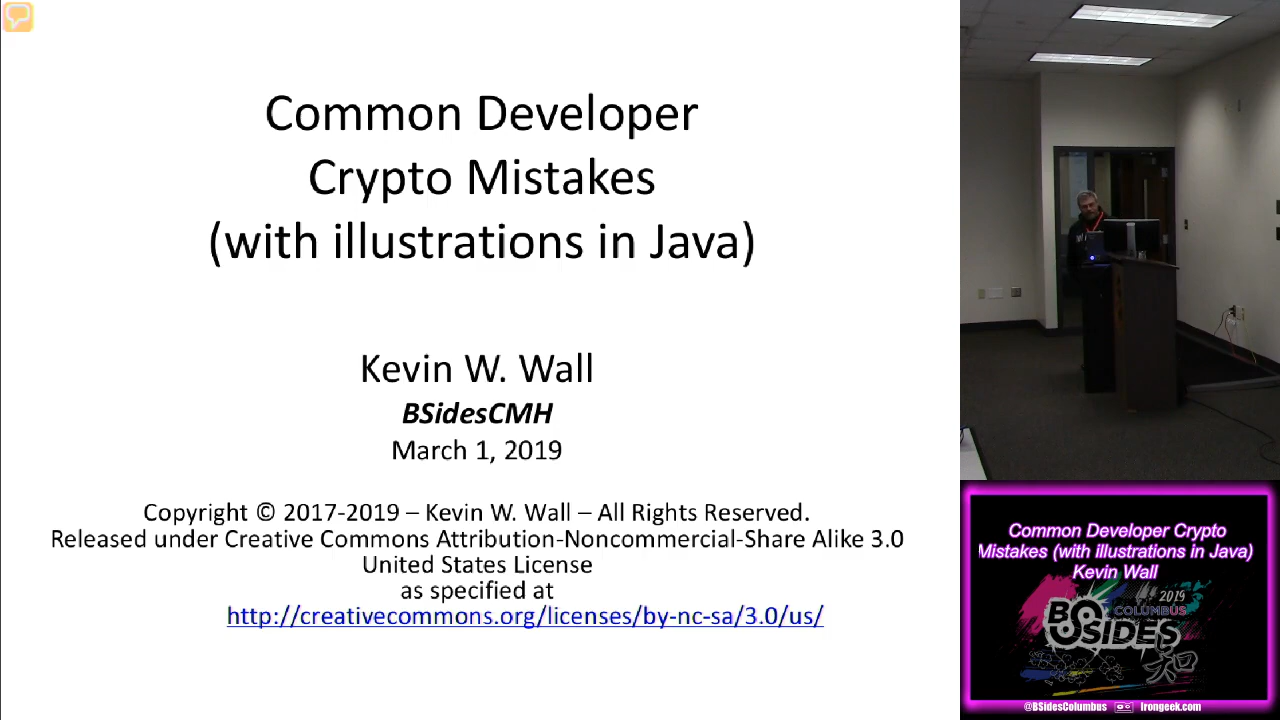 Common Developer
Crypto Mistakes
(with illustrations in Java)
Kevin W. Wall
BSidesCMH
March 1, 2019
Copyright © 2017-2019 – Kevin W. Wall – All Rights Reserved.
Released under Creative Commons Attribution-Noncommercial-Share Alike 3.0
United States License
as specified at
http://creativecommons.org/licenses/by-nc-sa/3.0/us/
Common Developer Crypto
Mistakes (with illustrations in Java)
Kevin Wall
2019
COLUMBUS
BSIDES
知
@BSidesColumbus Irongeek.com